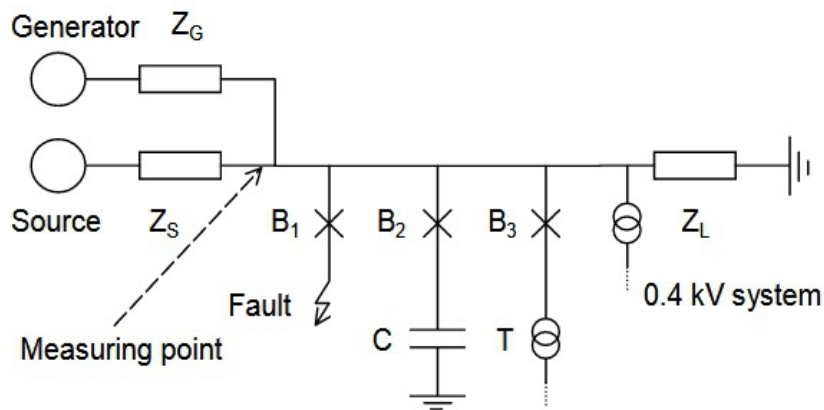 Generator Z_G
Source Z_S B_1 B_2 B_3 Z_L
Fault 0.4 kV system
Measuring point C T